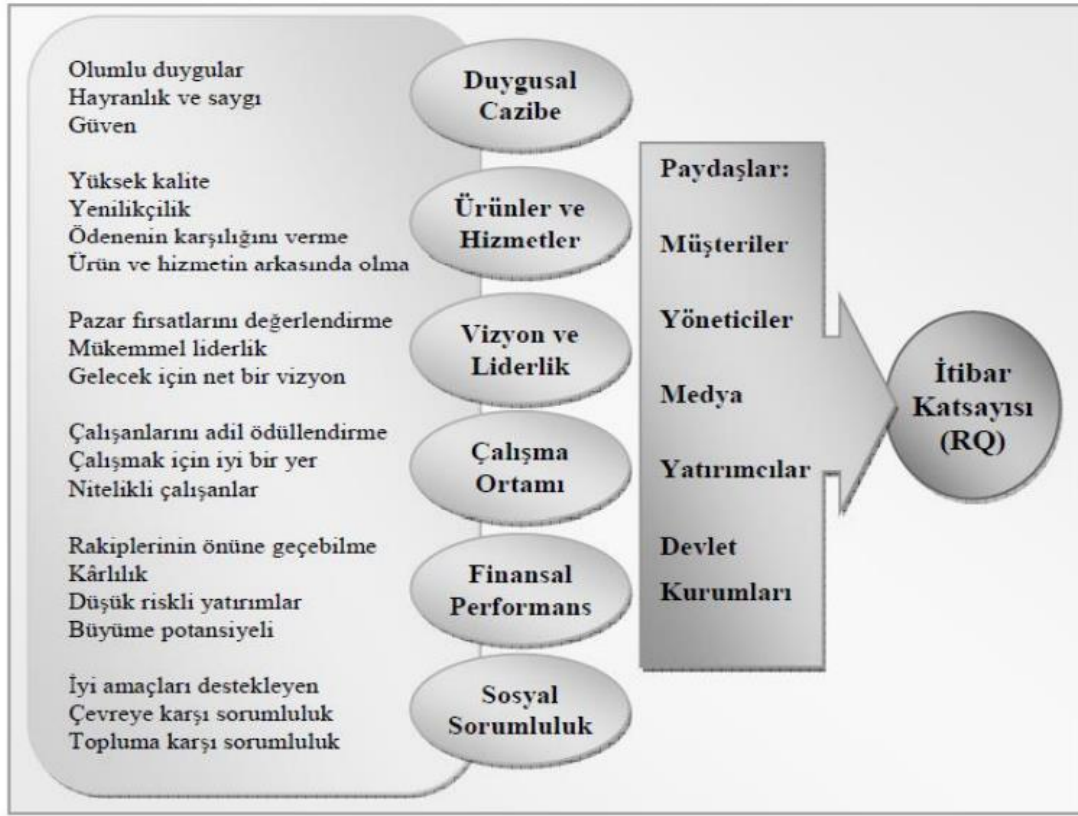 Olumlu duygular
Hayranlık ve saygı
Güven
Duygusal
Cazibe
Yüksek kalite
Yenilikçilik
Ödenenin karşılığını verme
Ürün ve hizmetin arkasında olma
Ürünler ve
Hizmetler
Pazar fırsatlarını değerlendirme
Mükemmel liderlik
Gelecek için net bir vizyon
Vizyon ve
Liderlik
Çalışanlarını adil ödüllendirme
Çalışmak için iyi bir yer
Nitelikli çalışanlar
Çalışma
Ortamı
Rakiplerinin önüne geçebilme
Kârlılık
Düşük riskli yatırımlar
Büyüme potansiyeli
Finansal
Performans
İyi amaçları destekleyen
Çevreye karşı sorumluluk
Topluma karşı sorumluluk
Sosyal
Sorumluluk
Paydaşlar:
Müşteriler
Yöneticiler
Medya
Yatırımcılar
Devlet
Kurumları
İtibar
Katsayısı
(RQ)